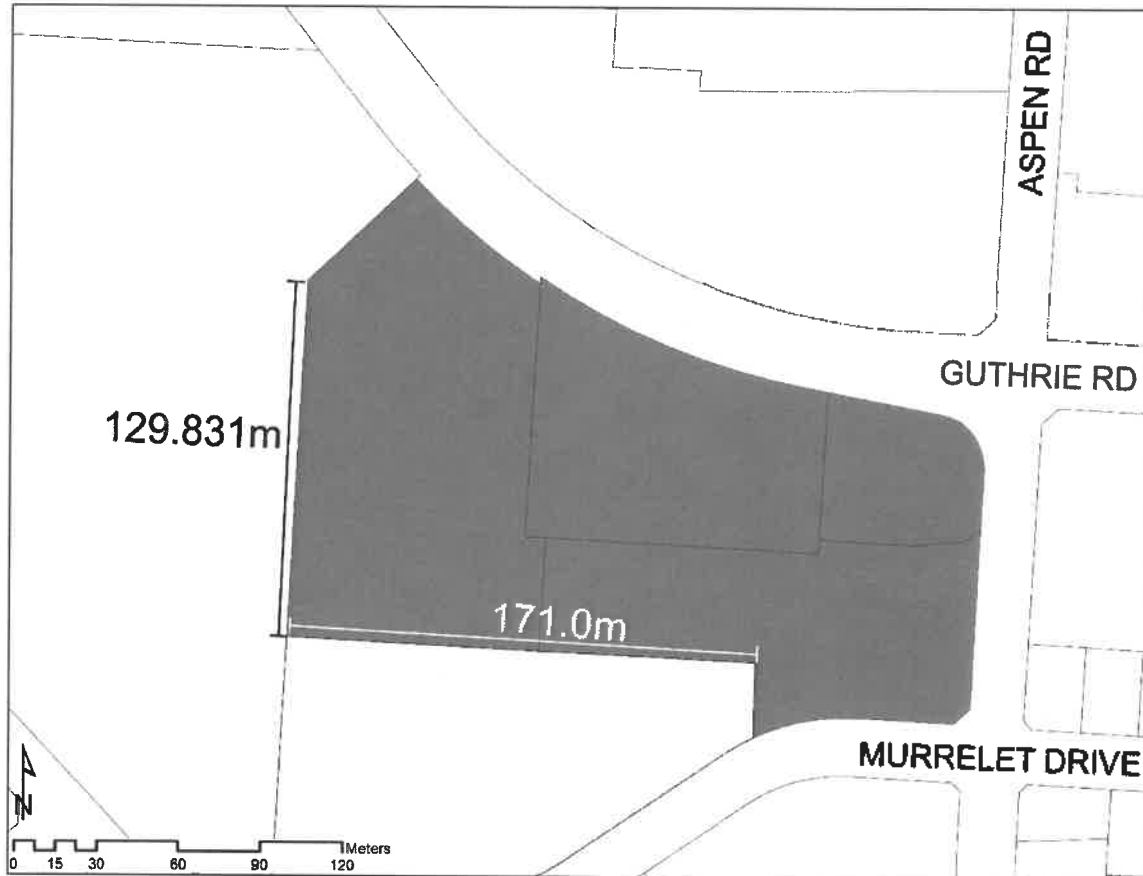 ASPEN RD
GUTHRIE RD
129.831m
171.0m
MURRELET DRIVE
N
Meters
0 15 30 60 90 120